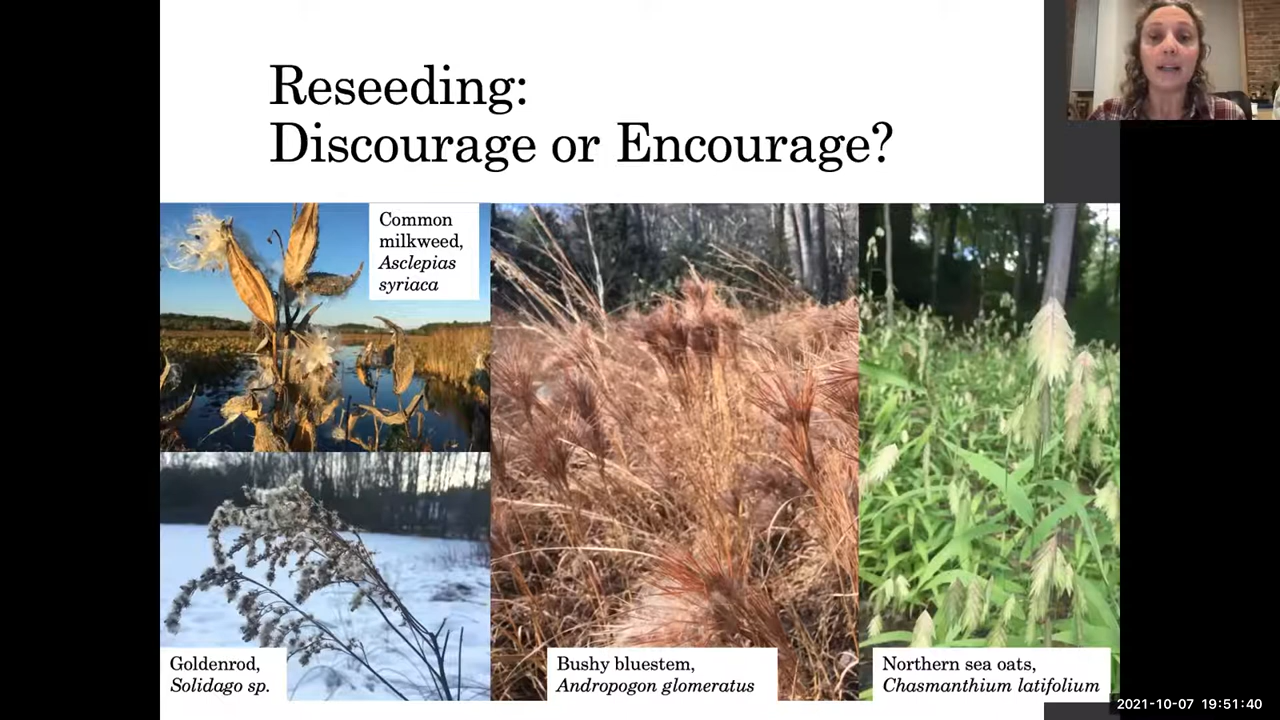 Reseeding:
Discourage or Encourage?
Common
milkweed,
Asclepias
syriaca
Goldenrod,
Solidago sp.
Bushy bluestem,
Andropogon glomeratus
Northern sea oats,
Chasmanthium latifolium
2021-10-07 19:51:40